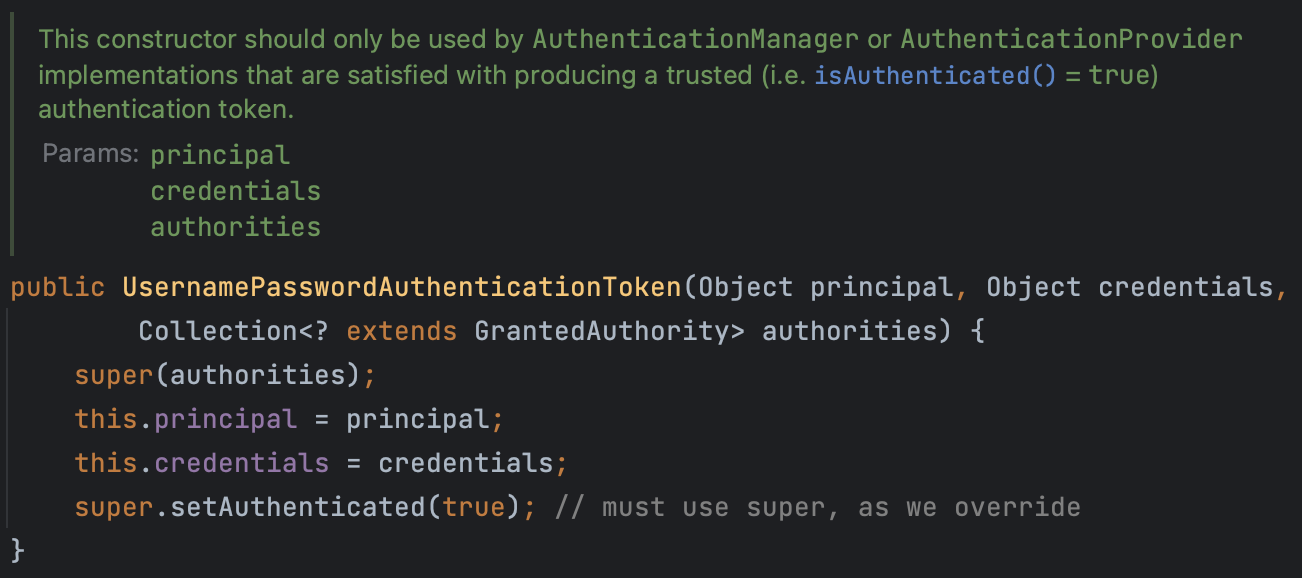 This constructor should only be used by AuthenticationManager or AuthenticationProvider
implementations that are satisfied with producing a trusted (i.e. isAuthenticated() = true)
authentication token.
Params: principal
credentials
authorities
public UsernamePasswordAuthenticationToken(Object principal, Object credentials,
        Collection<? extends GrantedAuthority> authorities) {
    super(authorities);
    this.principal = principal;
    this.credentials = credentials;
    super.setAuthenticated(true); // must use super, as we override
}